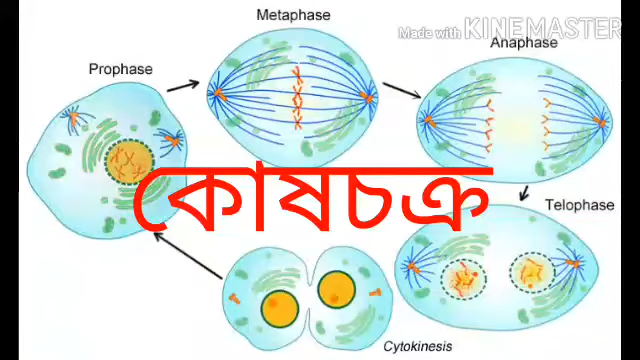 Metaphase
Made with KINEMASTER
Anaphase
Prophase
কোষচক্র
Telophase
Cytokinesis